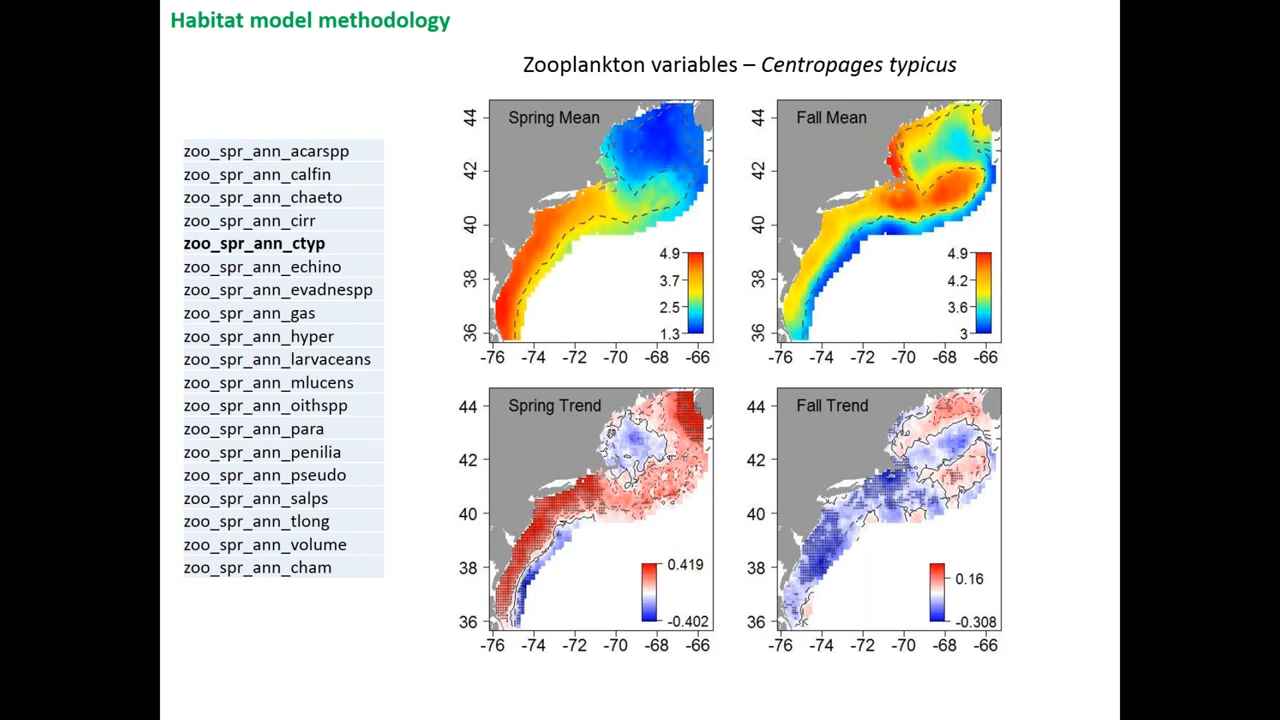 Habitat model methodology
Zooplankton variables – Centropages typicus
zoo_spr_ann_acarspp
zoo_spr_ann_calfin
zoo_spr_ann_chaeto
zoo_spr_ann_cirr
zoo_spr_ann_ctyp
zoo_spr_ann_echino
zoo_spr_ann_evadnespp
zoo_spr_ann_gas
zoo_spr_ann_hyper
zoo_spr_ann_larvaceans
zoo_spr_ann_mlucens
zoo_spr_ann_oithspp
zoo_spr_ann_para
zoo_spr_ann_penilia
zoo_spr_ann_pseudo
zoo_spr_ann_salps
zoo_spr_ann_tlong
zoo_spr_ann_volume
zoo_spr_ann_cham
Spring Mean
44
42
40
38
36
4.9
3.7
2.5
1.3
-76 -74 -72 -70 -68 -66
Fall Mean
44
42
40
38
36
4.9
4.2
3.6
3
-76 -74 -72 -70 -68 -66
Spring Trend
44
42
40
38
36
0.419
-0.402
-76 -74 -72 -70 -68 -66
Fall Trend
44
42
40
38
36
0.16
-0.308
-76 -74 -72 -70 -68 -66